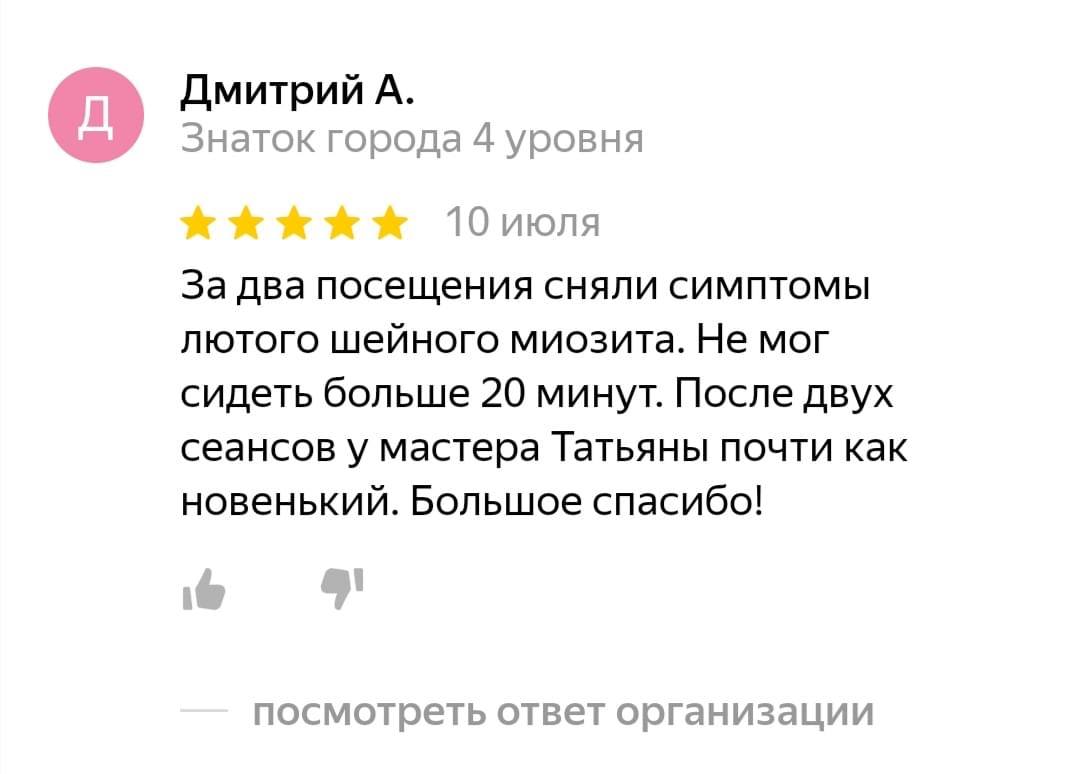 Д
Дмитрий А.
Знаток города 4 уровня
10 июля
За два посещения сняли симптомы
лютого шейного миозита. Не мог
сидеть больше 20 минут. После двух
сеансов у мастера Татьяны почти как
новенький. Большое спасибо!
посмотреть ответ организации